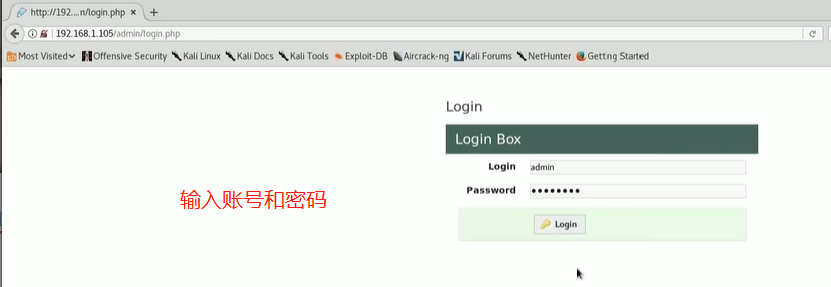 http://192....n/login.php
192.168.1.105/admin/login.php
Most Visited Offensive Security Kali Linux Kali Docs Kali Tools Exploit-DB Aircrack-ng Kali Forums NetHunter Getting Started
Login
Login Box
Login admin
输入账号和密码
Password ••••••••
Login